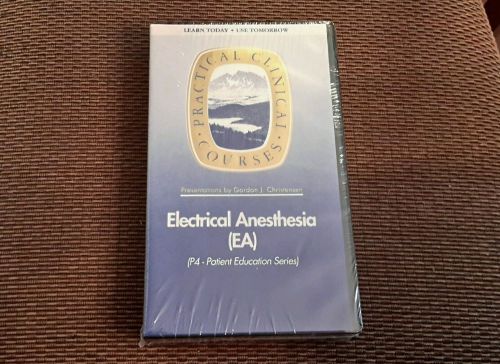 LEARN TODAY • USE TOMORROW
PRACTICAL CLINICAL
COURSES
Presentations by Gordon J. Christensen
Electrical Anesthesia
(EA)
(P4 - Patient Education Series)